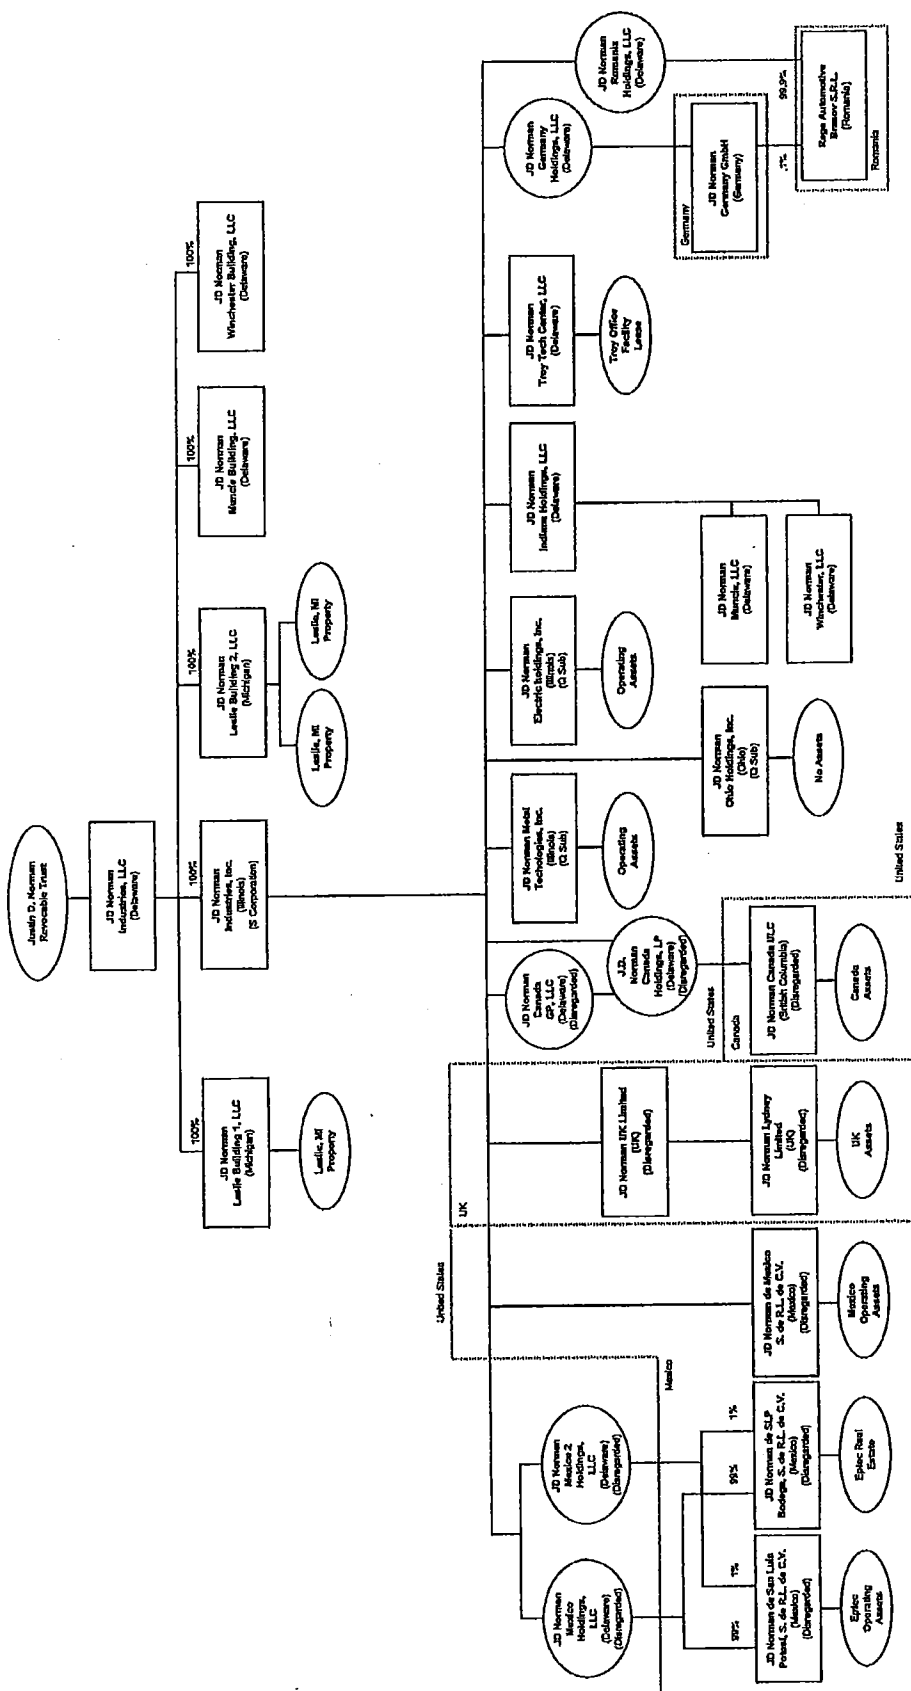 Justin D. Norman
Revocable Trust
JD Norman
Industries, LLC
(Delaware)
100%
JD Norman
Leslie Building 1, LLC
(Michigan)
Leslie, MI
Property
100%
JD Norman
Industries, Inc.
(Illinois)
(S Corporation)
100%
JD Norman
Leslie Building 2, LLC
(Michigan)
Leslie, MI
Property
Leslie, MI
Property
100%
JD Norman
Muncie Building, LLC
(Delaware)
100%
JD Norman
Winchester Building, LLC
(Delaware)
United States
Mexico
JD Norman
Mexico
Holdings,
LLC
(Delaware)
(Disregarded)
JD Norman
Mexico 2
Holdings,
LLC
(Delaware)
(Disregarded)
99%
1%
99%
1%
JD Norman de San Luis
Potosi, S. de R.L. de C.V.
(Mexico)
(Disregarded)
Eptec
Operating
Assets
JD Norman de SLP
Bodega, S. de R.L. de C.V.
(Mexico)
(Disregarded)
Eptec Real
Estate
JD Norman de Mexico
S. de R.L. de C.V.
(Mexico)
(Disregarded)
Mexico
Operating
Assets
UK
JD Norman UK Limited
(UK)
(Disregarded)
JD Norman Lydney
Limited
(UK)
(Disregarded)
UK
Assets
JD Norman
Canada
GP, LLC
(Delaware)
(Disregarded)
J.D.
Norman
Canada
Holdings, LP
(Delaware)
(Disregarded)
United States
Canada
JD Norman Canada ULC
(British Columbia)
(Disregarded)
Canada
Assets
United States
JD Norman Metal
Techologies, Inc.
(Illinois)
(Q Sub)
Operating
Assets
JD Norman
Ohio Holdings, Inc.
(Ohio)
(Q Sub)
No Assets
JD Norman
Electric holdings, Inc.
(Illinois)
(Q Sub)
Operating
Assets
JD Norman
Indiana Holdings, LLC
(Delaware)
JD Norman
Muncie, LLC
(Delaware)
JD Norman
Winchester, LLC
(Delaware)
JD Norman
Troy Tech Center, LLC
(Delaware)
Troy Office
Facility
Lease
JD Norman
Germany
Holdings, LLC
(Delaware)
Germany
JD Norman
Germany GmbH
(Germany)
JD Norman
Romania
Holdings, LLC
(Delaware)
.1%
99.9%
Rege Automotive
Brasov S.R.L.
(Romania)
Romania